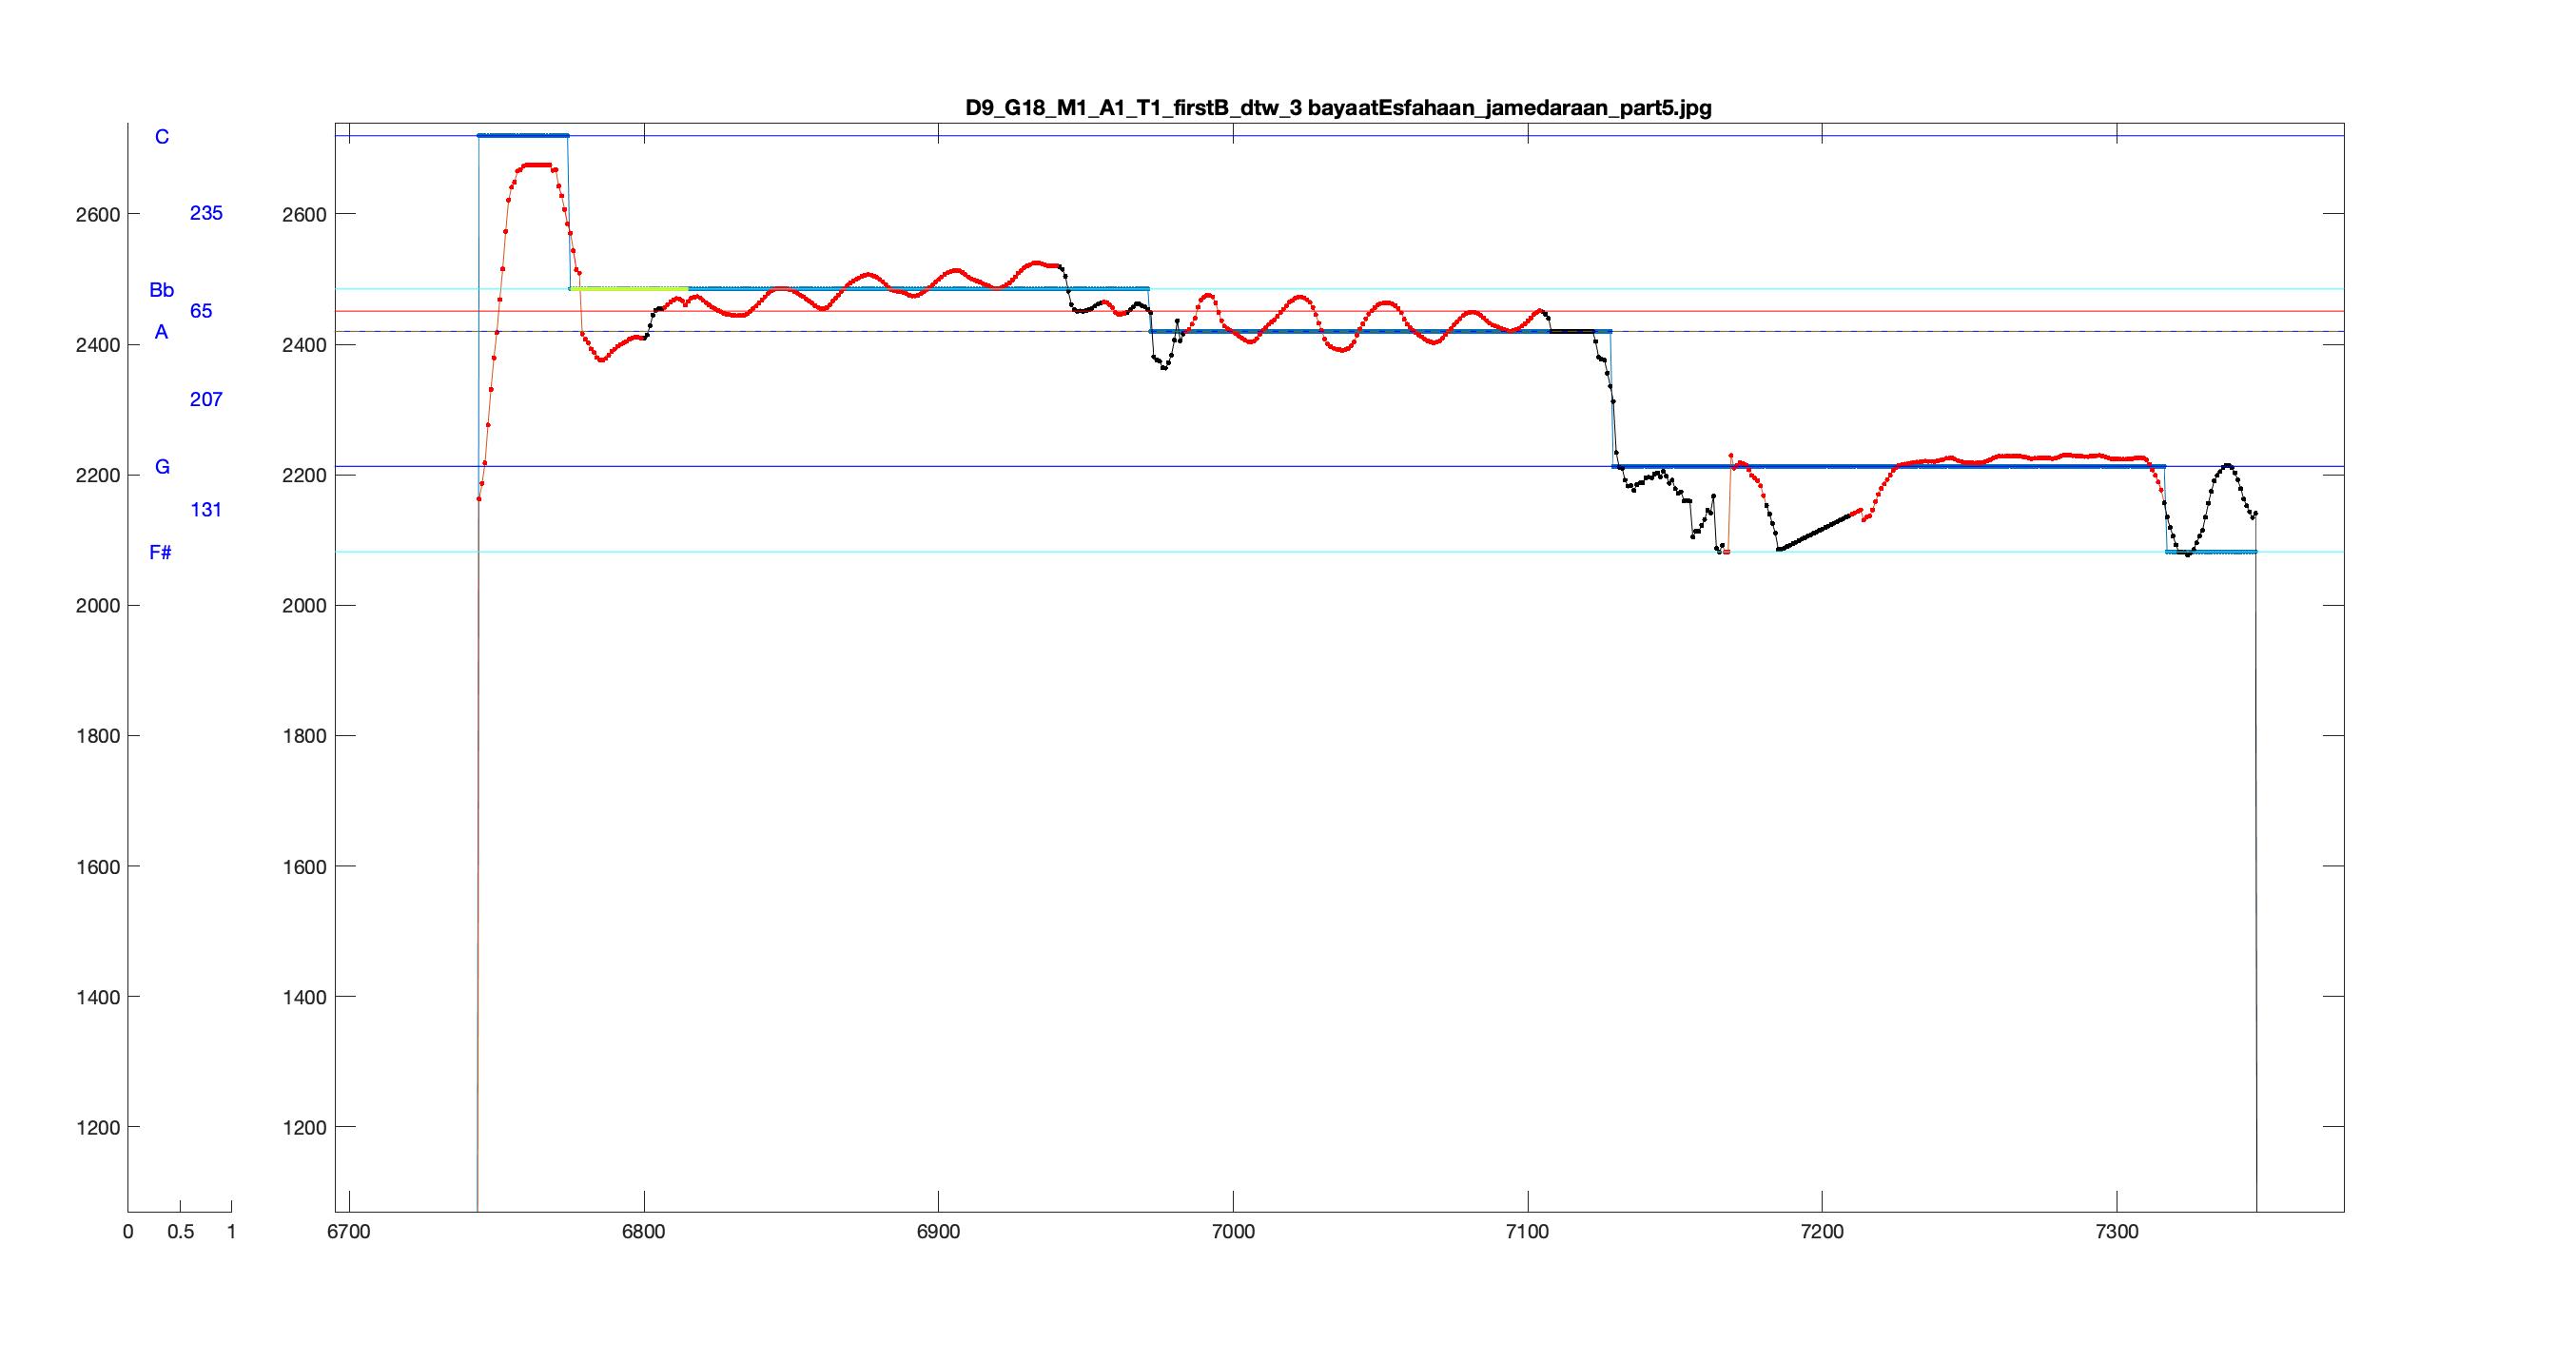 D9_G18_M1_A1_T1_firstB_dtw_3 bayaatEsfahaan_jamedaraan_part5.jpg
C
2600 235 2600
Bb
65
2400 A 2400
207
2200 G 2200
131
F#
2000 2000
1800 1800
1600 1600
1400 1400
1200 1200
0 0.5 1 6700 6800 6900 7000 7100 7200 7300